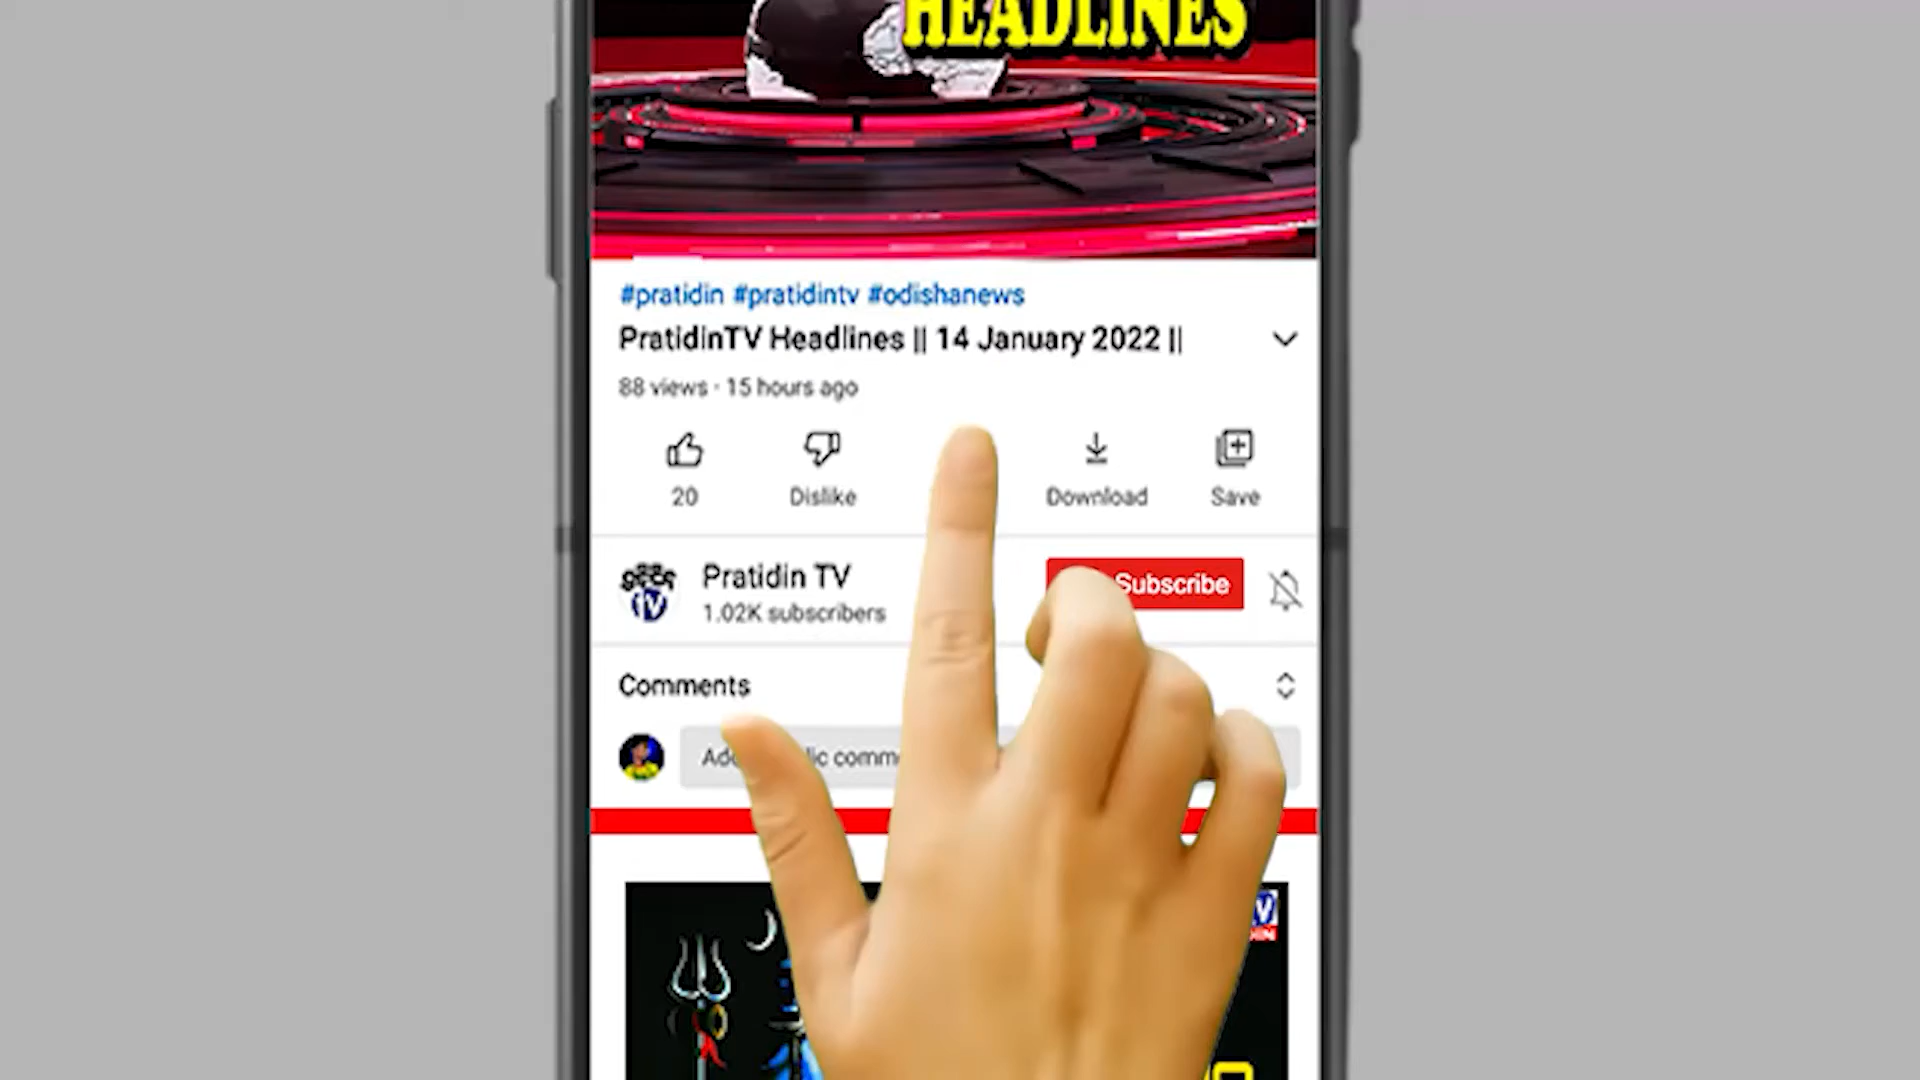 HEADLINES
#pratidin #pratidintv #odishanews
PratidinTV Headlines || 14 January 2022 ||
88 views · 15 hours ago
20
Dislike
Download
Save
Pratidin TV
1.02K subscribers
Subscribe
TV
Comments